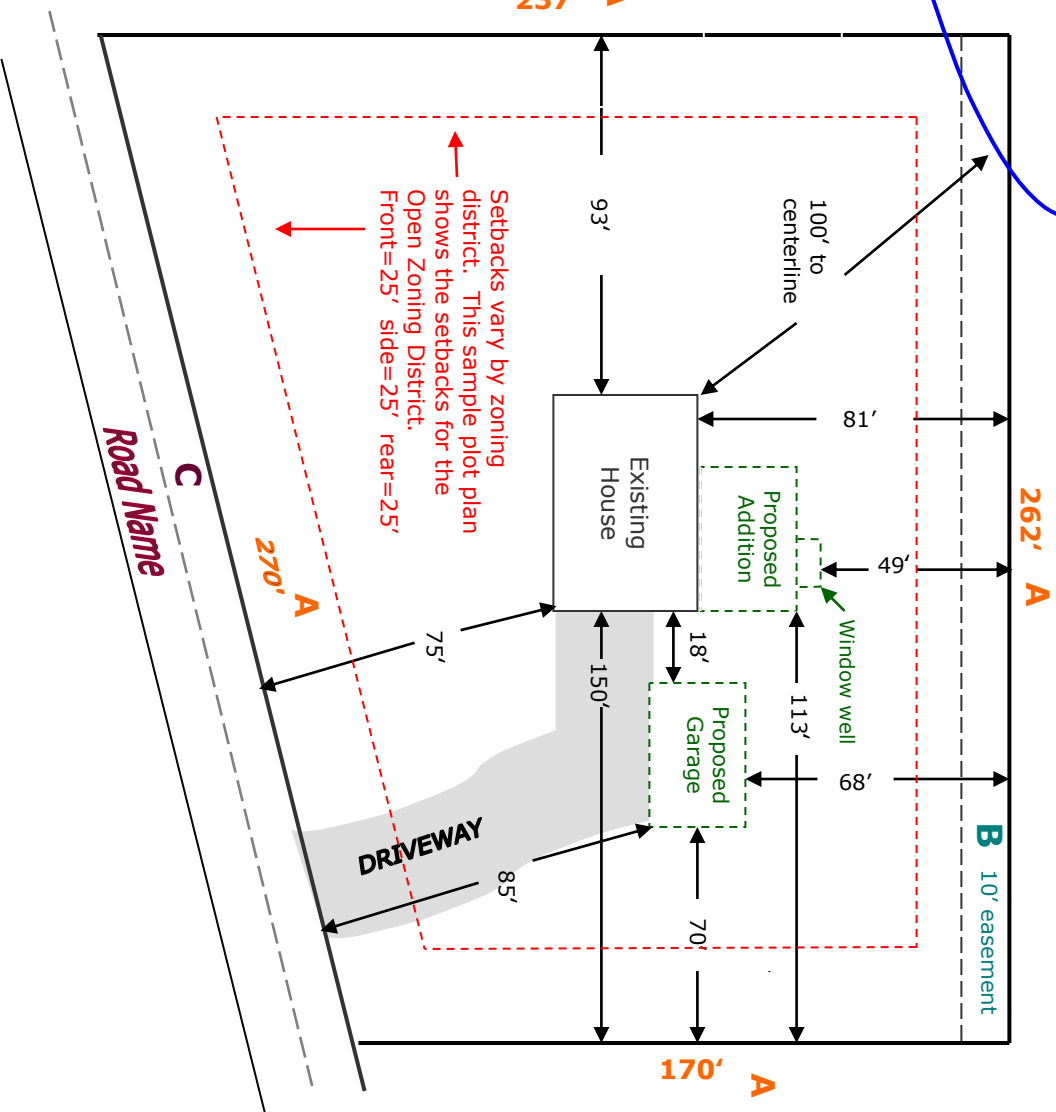 237'
A
93'
100' to
centerline
Setbacks vary by zoning
district. This sample plot plan
shows the setbacks for the
Open Zoning District.
Front=25' side=25' rear=25'
81'
262'
A
Existing
House
Proposed
Addition
49'
Window well
C
Road Name
270'
A
75'
18'
150'
113'
Proposed
Garage
68'
B
10' easement
DRIVEWAY
85'
70'
170'
A